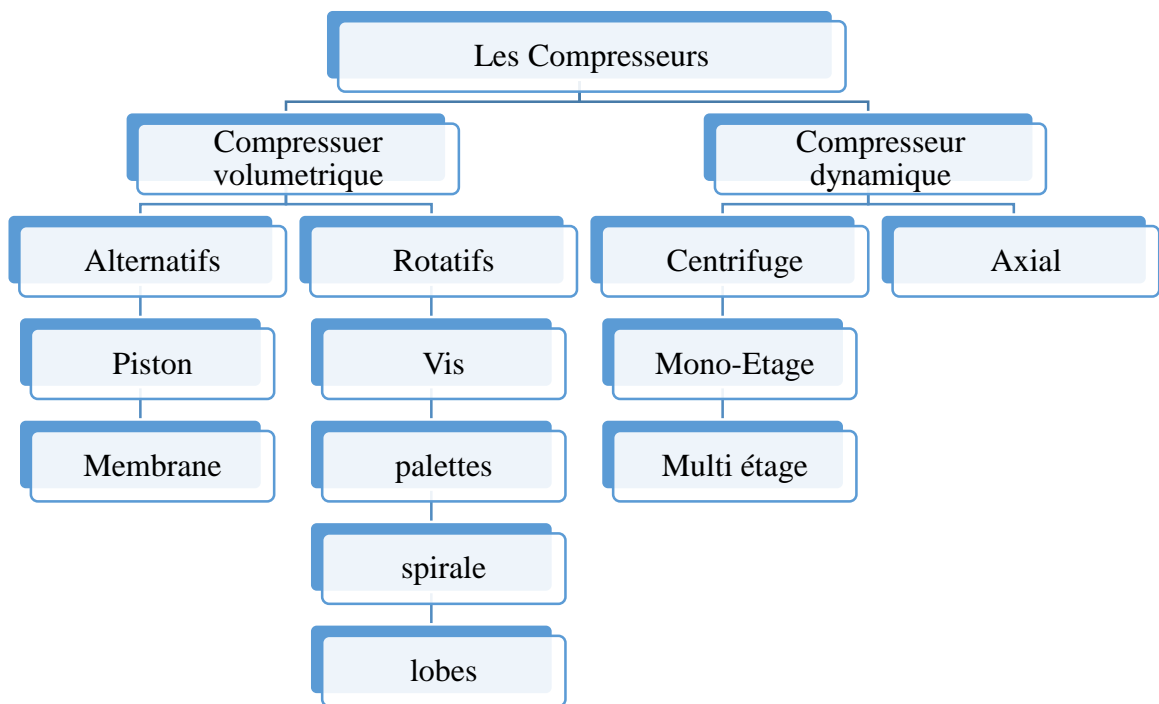 Les Compresseurs
Compressuer
volumetrique
Compresseur
dynamique
Alternatifs
Rotatifs
Centrifuge
Axial
Piston
Vis
Mono-Etage
Membrane
palettes
Multi étage
spirale
lobes